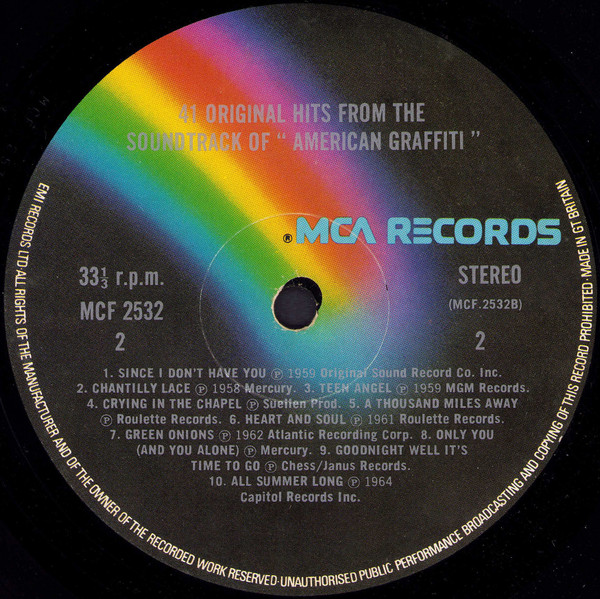 41 ORIGINAL HITS FROM THE
SOUNDTRACK OF " AMERICAN GRAFFITI "
® MCA RECORDS
33⅓ r.p.m.
MCF 2532
2
STEREO
(MCF.2532B)
2
1. SINCE I DON'T HAVE YOU ℗ 1959 Original Sound Record Co. Inc.
2. CHANTILLY LACE ℗ 1958 Mercury. 3. TEEN ANGEL ℗ 1959 MGM Records.
4. CRYING IN THE CHAPEL ℗ Suellen Prod. 5. A THOUSAND MILES AWAY
℗ Roulette Records. 6. HEART AND SOUL ℗ 1961 Roulette Records.
7. GREEN ONIONS ℗ 1962 Atlantic Recording Corp. 8. ONLY YOU
(AND YOU ALONE) ℗ Mercury. 9. GOODNIGHT WELL IT'S
TIME TO GO ℗ Chess/Janus Records.
10. ALL SUMMER LONG ℗ 1964
Capitol Records Inc.
EMI RECORDS LTD·ALL RIGHTS OF THE MANUFACTURER AND OF THE OWNER OF THE RECORDED WORK RESERVED·UNAUTHORISED PUBLIC PERFORMANCE BROADCASTING AND COPYING OF THIS RECORD PROHIBITED·MADE IN GT BRITAIN